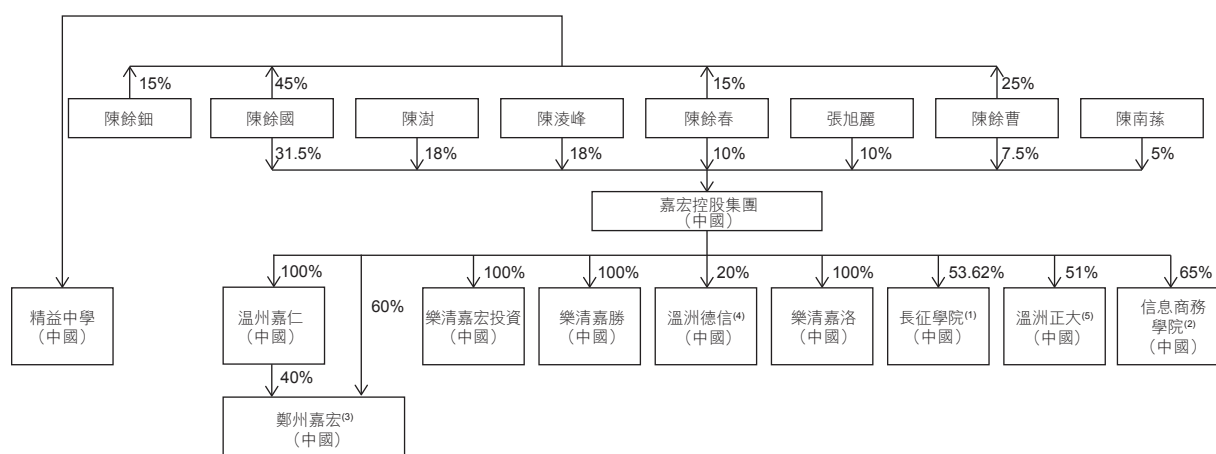 15%
45%
15%
25%
陳餘鈿
陳餘國
陳澍
陳淩峰
陳餘春
張旭麗
陳餘曹
陳南蓀
31.5%
18%
18%
10%
10%
7.5%
5%
嘉宏控股集團
（中國）
100%
60%
100%
100%
20%
100%
53.62%
51%
65%
精益中學
（中國）
温州嘉仁
（中國）
樂清嘉宏投資
（中國）
樂清嘉勝
（中國）
溫洲德信(4)
（中國）
樂清嘉洛
（中國）
長征學院(1)
（中國）
溫洲正大(5)
（中國）
信息商務
學院(2)
（中國）
40%
鄭州嘉宏(3)
（中國）